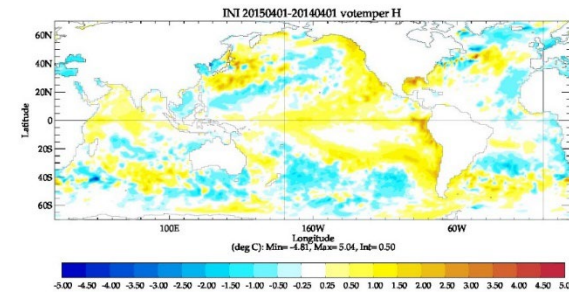 INI 20150401-20140401 votemper H
60N
40N
20N
0
20S
40S
60S
Latitude
100E
160W
60W
Longitude
(deg C): Min= -4.81, Max= 5.04, Int= 0.50
-5.00 -4.50 -4.00 -3.50 -3.00 -2.50 -2.00 -1.50 -1.00 -0.50 -0.25 0.25 0.50 1.00 1.50 2.00 2.50 3.00 3.50 4.00 4.50 5.0